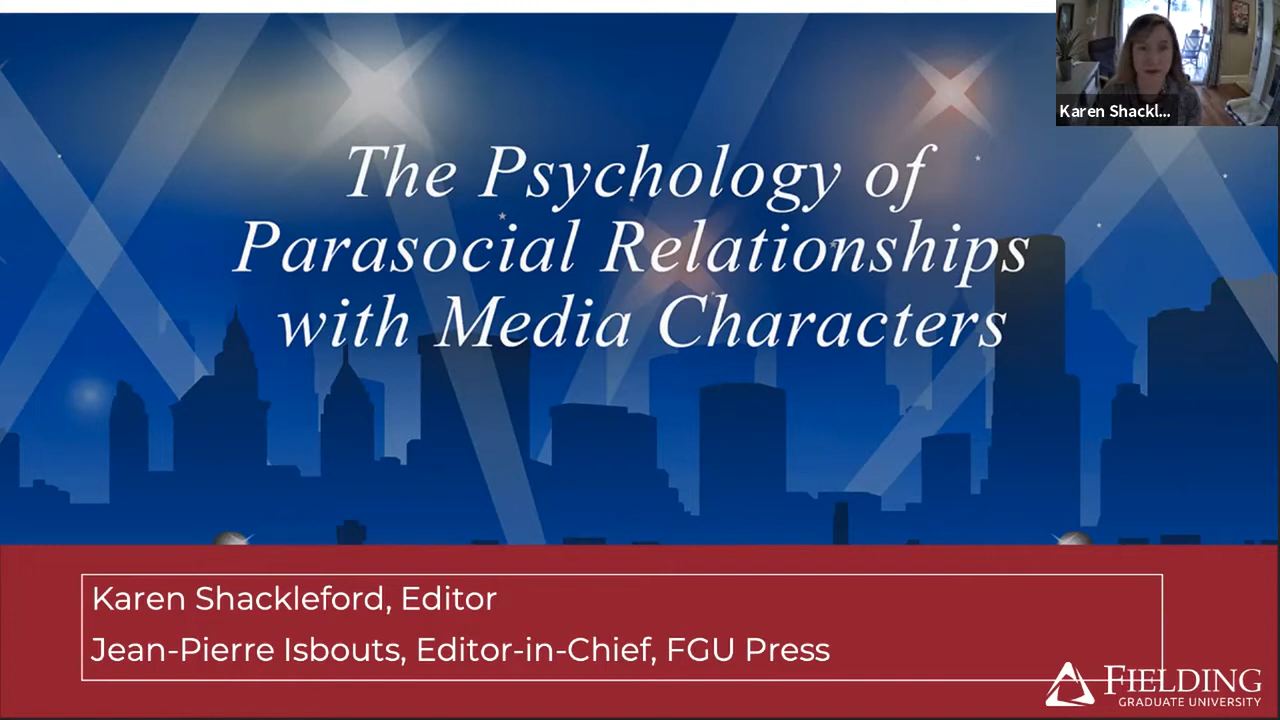 Karen Shackl...
The Psychology of
Parasocial Relationships
with Media Characters
Karen Shackleford, Editor
Jean-Pierre Isbouts, Editor-in-Chief, FGU Press
FIELDING
GRADUATE UNIVERSITY